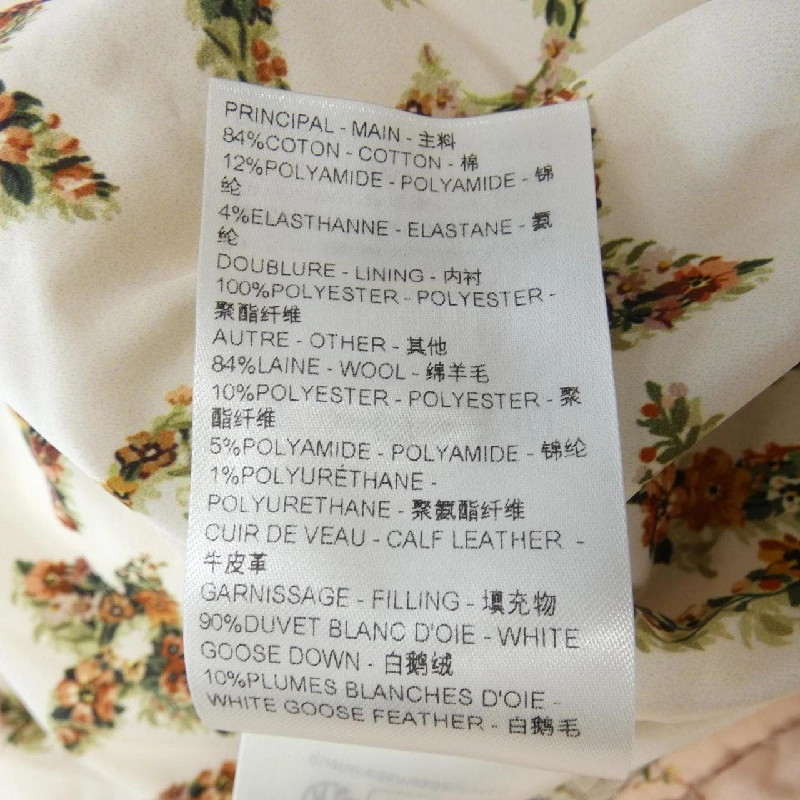 PRINCIPAL - MAIN - 主料
84%COTON - COTTON - 棉
12%POLYAMIDE - POLYAMIDE - 锦
纶
4%ELASTHANNE - ELASTANE - 氨
纶
DOUBLURE - LINING - 内衬
100%POLYESTER - POLYESTER -
聚酯纤维
AUTRE - OTHER - 其他
84%LAINE - WOOL - 绵羊毛
10%POLYESTER - POLYESTER - 聚
酯纤维
5%POLYAMIDE - POLYAMIDE - 锦纶
1%POLYURÉTHANE -
POLYURETHANE - 聚氨酯纤维
CUIR DE VEAU - CALF LEATHER -
牛皮革
GARNISSAGE - FILLING - 填充物
90%DUVET BLANC D'OIE - WHITE
GOOSE DOWN - 白鹅绒
10%PLUMES BLANCHES D'OIE -
WHITE GOOSE FEATHER - 白鹅毛